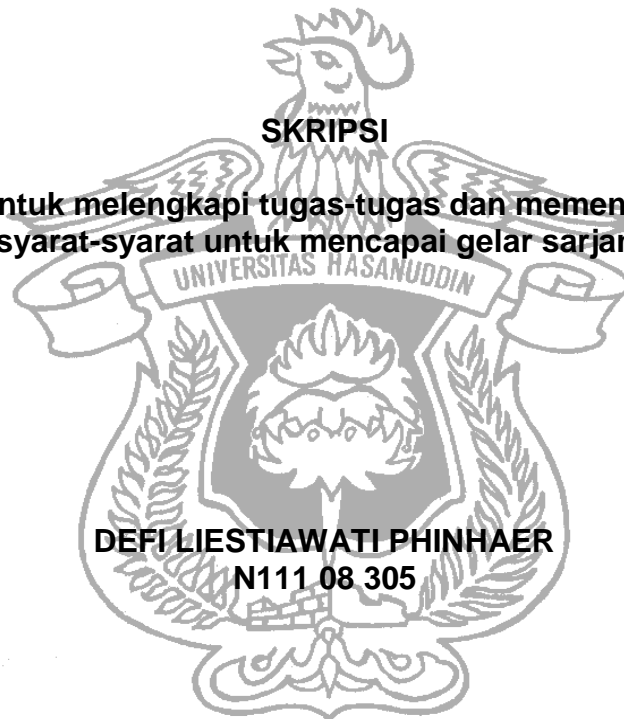 SKRIPSI
ntuk melengkapi tugas-tugas dan memen
syarat-syarat untuk mencapai gelar sarjan
UNIVERSITAS HASANUDDIN
DEFI LIESTIAWATI PHINHAER
N111 08 305